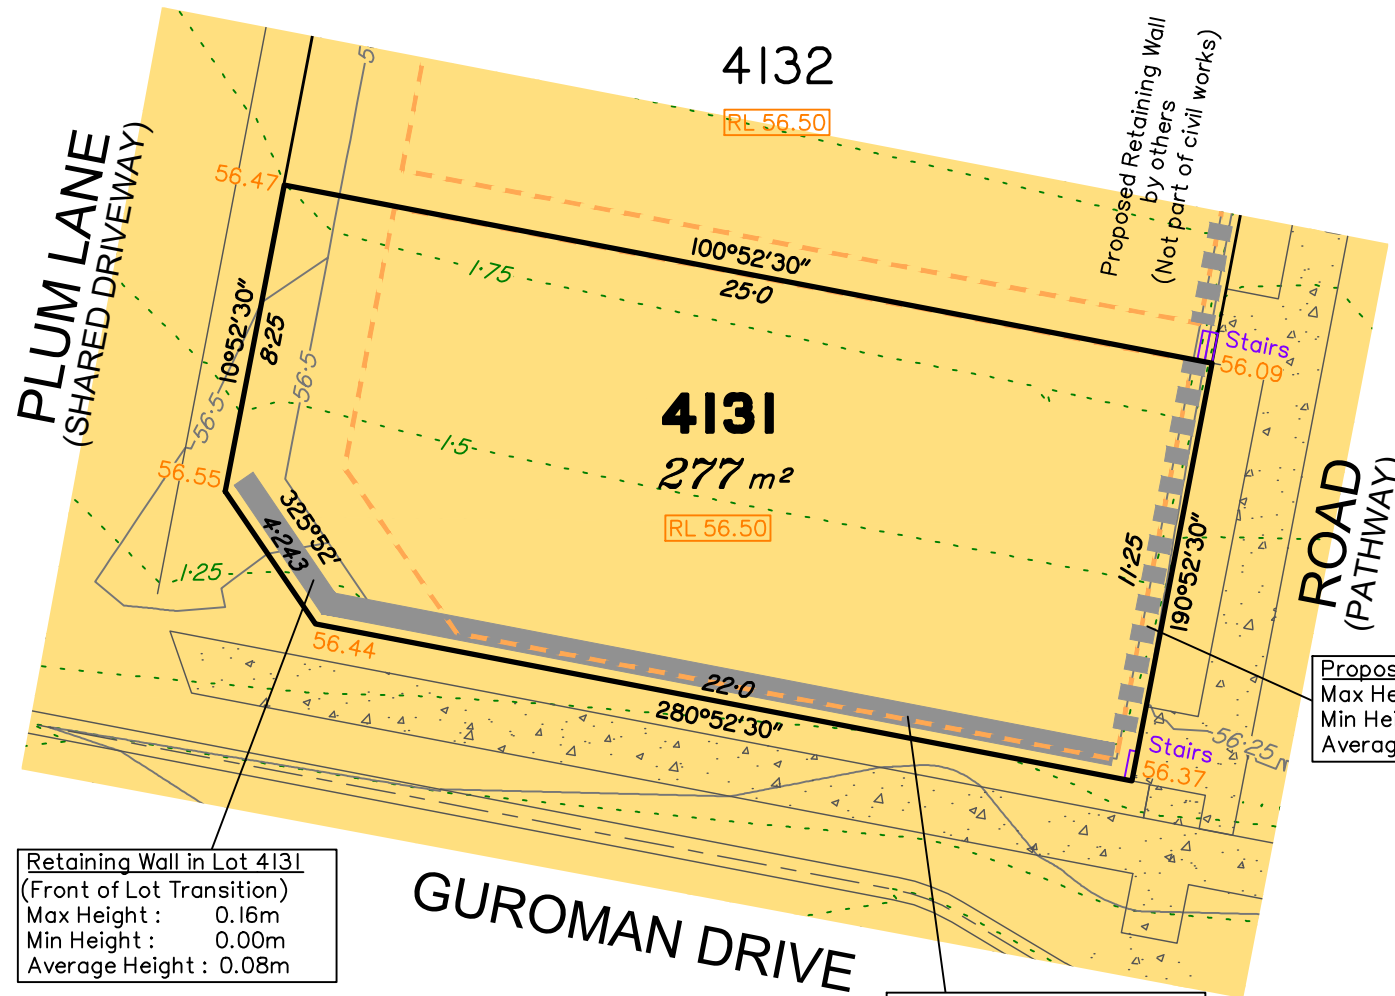 4132
RL 56.50
Proposed Retaining Wall
by others
(Not part of civil works)
PLUM LANE
(SHARED DRIVEWAY)
56.47
100°52'30"
25·0
1·75
10°52'30"
8·25
56·5
56·5
Stairs
56.09
4131
277 m²
RL 56.50
1·5
56.55
325°52'
4·243
1·25
11·25
190°52'30"
ROAD
(PATHWAY)
56.44
22·0
280°52'30"
Stairs
56.37
56·25
Max
Min
Retaining Wall in Lot 4131
(Front of Lot Transition)
Max Height : 0.16m
Min Height : 0.00m
Average Height : 0.08m
GUROMAN DRIVE